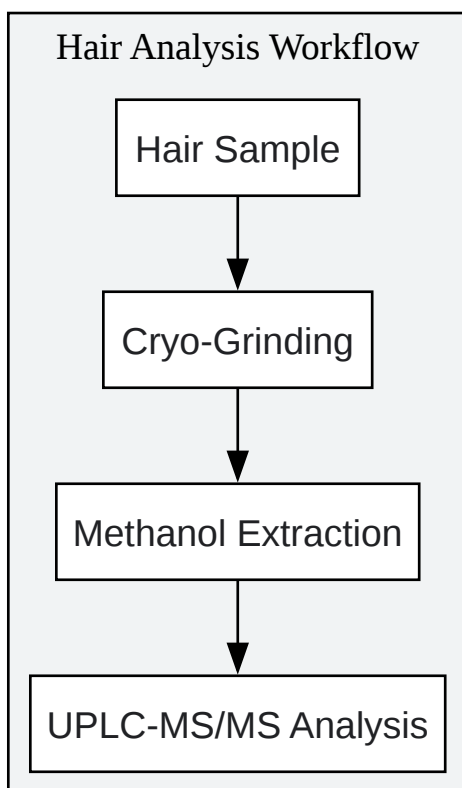 Hair Analysis Workflow
Hair Sample
Cryo-Grinding
Methanol Extraction
UPLC-MS/MS Analysis